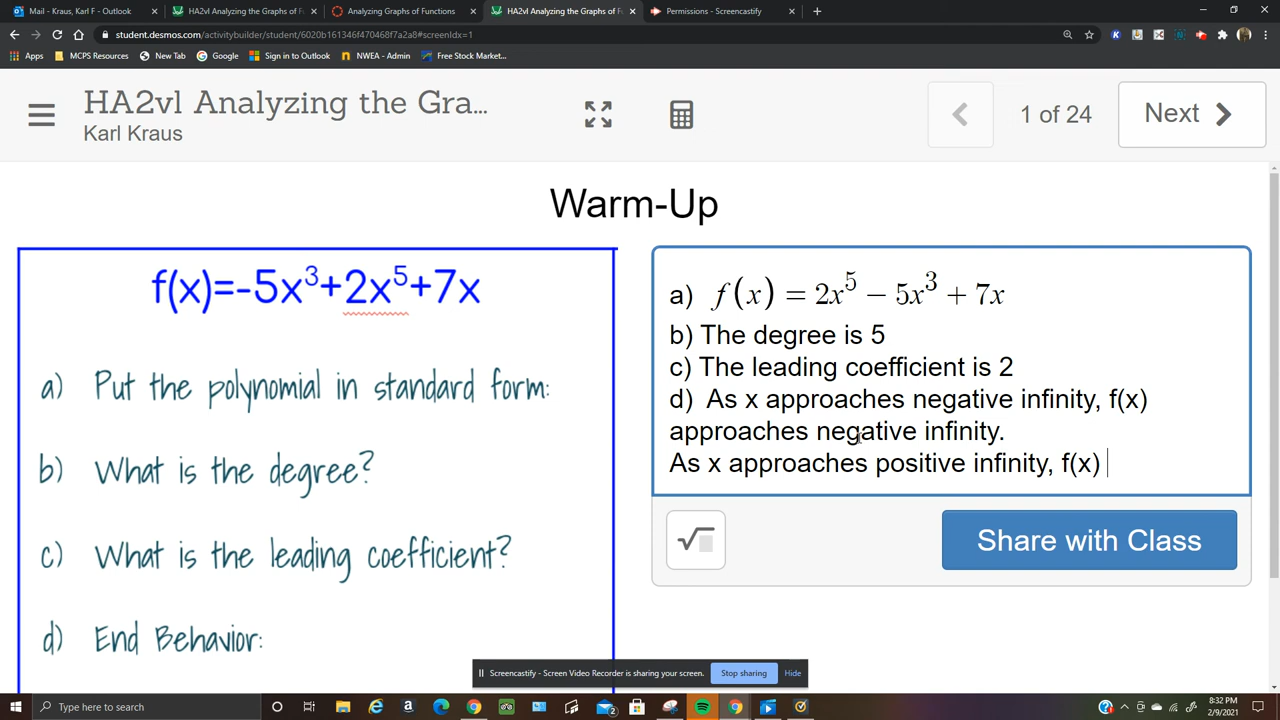 Mail - Kraus, Karl F - Outlook
HA2vl Analyzing the Graphs of F
Analyzing Graphs of Functions
HA2vl Analyzing the Graphs of F
Permissions - Screencastify
student.desmos.com/activitybuilder/student/6020b161346f470468f7a2a8#screenIdx=1
Apps
MCPS Resources
New Tab
Google
Sign in to Outlook
NWEA - Admin
Free Stock Market...
HA2vl Analyzing the Gra...
Karl Kraus
1 of 24
Next
Warm-Up
f(x)=-5x³+2x⁵+7x
a) Put the polynomial in standard form:
b) What is the degree?
c) What is the leading coefficient?
d) End Behavior:
a) f(x) = 2x⁵ − 5x³ + 7x
b) The degree is 5
c) The leading coefficient is 2
d) As x approaches negative infinity, f(x)
approaches negative infinity.
As x approaches positive infinity, f(x)
Share with Class
Screencastify - Screen Video Recorder is sharing your screen.
Stop sharing
Hide
Type here to search
8:32 PM
2/9/2021